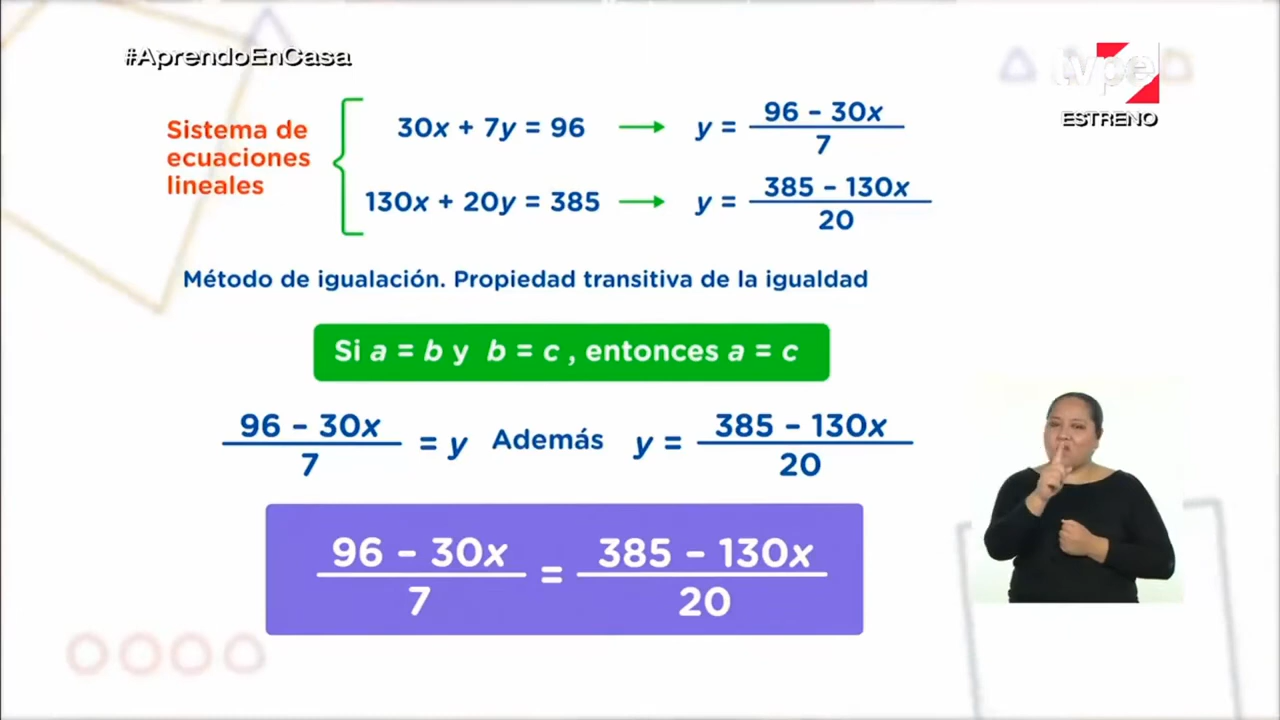 #AprendoEnCasa
tvpe
ESTRENO
Sistema de
ecuaciones
lineales
30x + 7y = 96 → y = (96 – 30x)/7
130x + 20y = 385 → y = (385 – 130x)/20
Método de igualación. Propiedad transitiva de la igualdad
Si a = b y b = c , entonces a = c
(96 – 30x)/7 = y Además y = (385 – 130x)/20
(96 – 30x)/7 = (385 – 130x)/20